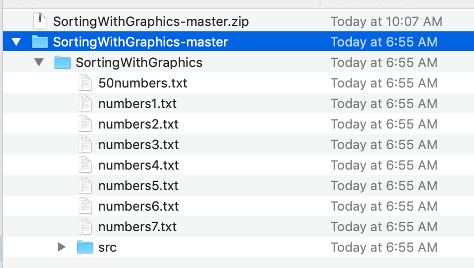 SortingWithGraphics-master.zip Today at 10:07 AM
SortingWithGraphics-master Today at 6:55 AM
SortingWithGraphics Today at 6:55 AM
50numbers.txt Today at 6:55 AM
numbers1.txt Today at 6:55 AM
numbers2.txt Today at 6:55 AM
numbers3.txt Today at 6:55 AM
numbers4.txt Today at 6:55 AM
numbers5.txt Today at 6:55 AM
numbers6.txt Today at 6:55 AM
numbers7.txt Today at 6:55 AM
src Today at 6:55 AM